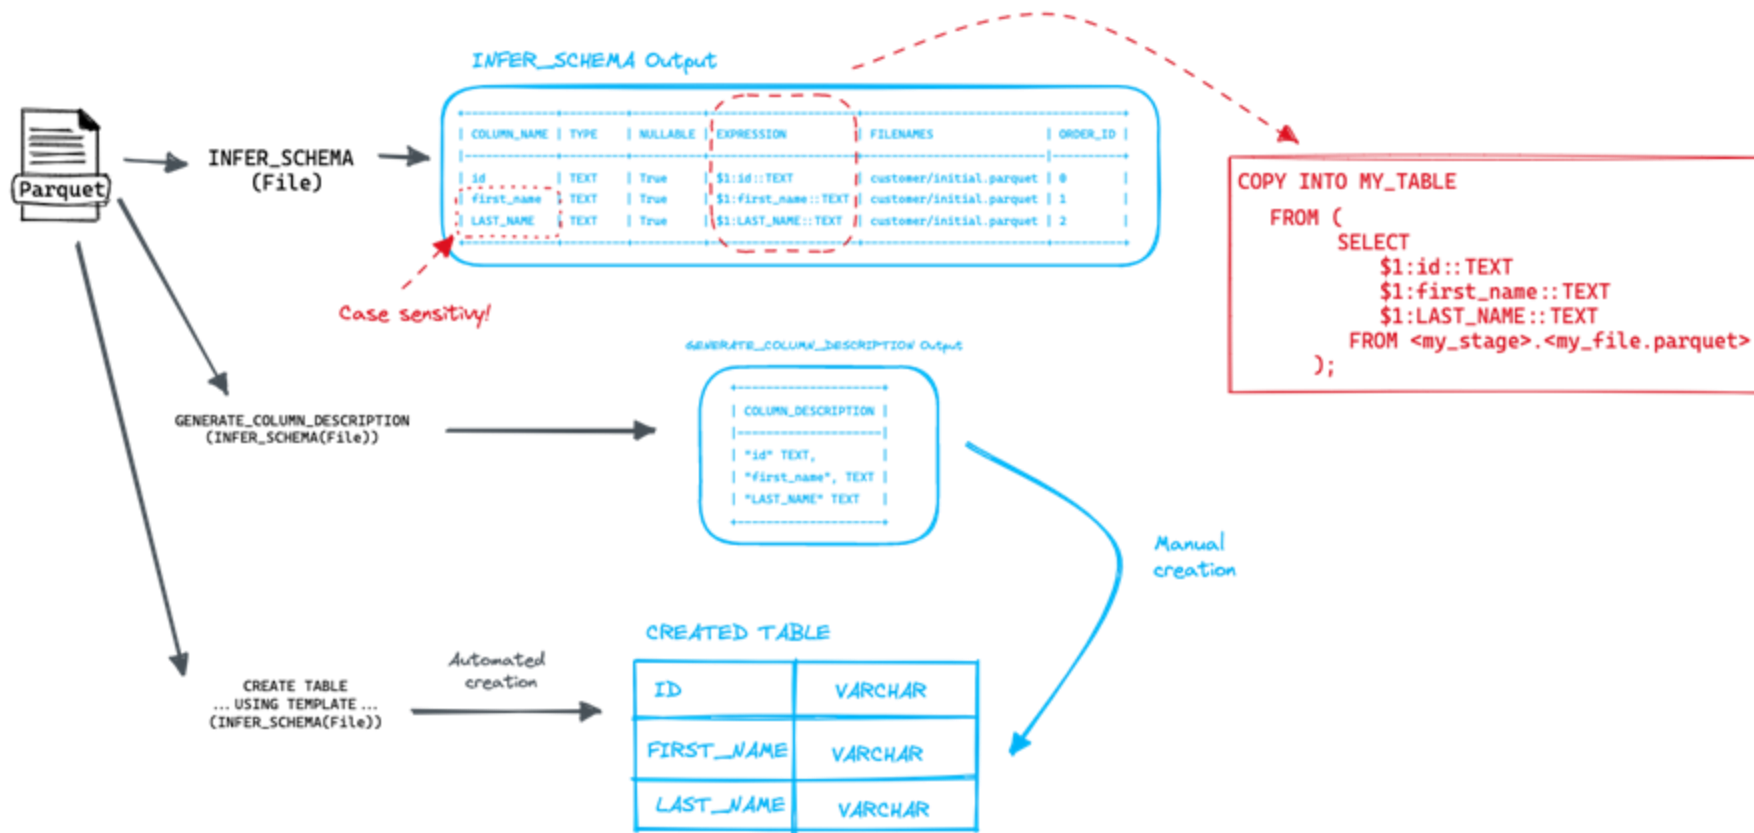 INFER_SCHEMA Output
| COLUMN_NAME | TYPE | NULLABLE | EXPRESSION | FILENAMES | ORDER_ID |
| id | TEXT | True | $1:id::TEXT | customer/initial.parquet | 0 |
| first_name | TEXT | True | $1:first_name::TEXT | customer/initial.parquet | 1 |
| LAST_NAME | TEXT | True | $1:LAST_NAME::TEXT | customer/initial.parquet | 2 |
Parquet
INFER_SCHEMA
(File)
Case sensitivy!
COPY INTO MY_TABLE
FROM (
SELECT
$1:id::TEXT
$1:first_name::TEXT
$1:LAST_NAME::TEXT
FROM <my_stage>.<my_file.parquet>
);
GENERATE_COLUMN_DESCRIPTION
(INFER_SCHEMA(File))
GENERATE_COLUMN_DESCRIPTION Output
| COLUMN_DESCRIPTION |
| "id" TEXT, |
| "first_name", TEXT |
| "LAST_NAME" TEXT |
Manual
creation
CREATE TABLE
...USING TEMPLATE...
(INFER_SCHEMA(File))
Automated
creation
CREATED TABLE
ID VARCHAR
FIRST_NAME VARCHAR
LAST_NAME VARCHAR